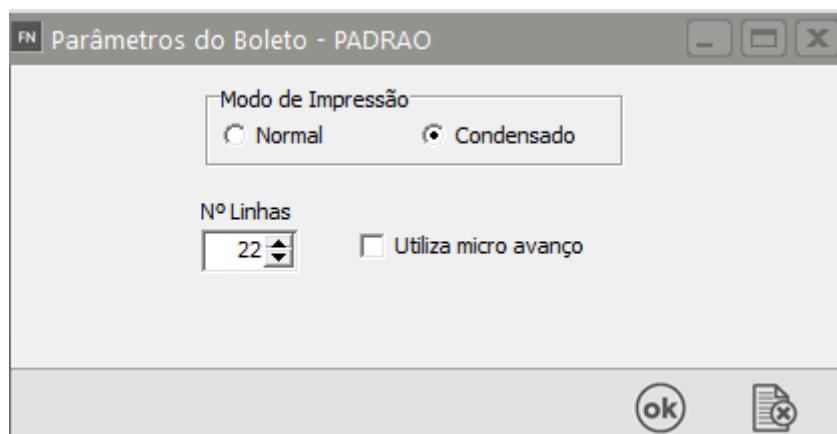 FN Parâmetros do Boleto - PADRAO
Modo de Impressão
Normal Condensado
Nº Linhas
22 Utiliza micro avanço
ok